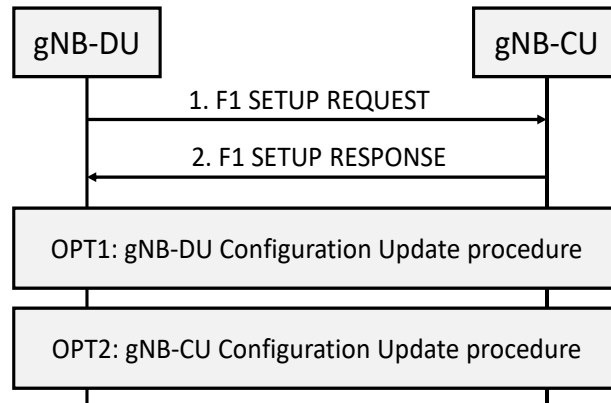 gNB-DU
gNB-CU
1. F1 SETUP REQUEST
2. F1 SETUP RESPONSE
OPT1: gNB-DU Configuration Update procedure
OPT2: gNB-CU Configuration Update procedure